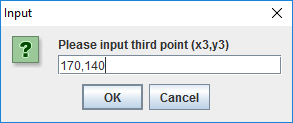 Input
Please input third point (x3,y3)
170,140
OK Cancel